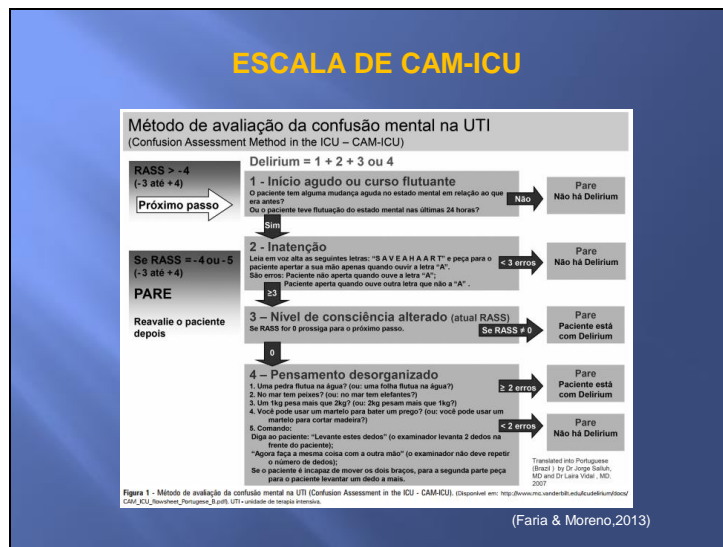 ESCALA DE CAM-ICU
Método de avaliação da confusão mental na UTI
(Confusion Assessment Method in the ICU – CAM-ICU)
RASS > -4
(-3 até +4)
Próximo passo
Delirium = 1 + 2 + 3 ou 4
1 - Início agudo ou curso flutuante
O paciente tem alguma mudança aguda no estado mental em relação ao que
era antes?
Ou o paciente teve flutuação do estado mental nas últimas 24 horas?
Não
Pare
Não há Delirium
Sim
Se RASS = -4 ou -5
(-3 até +4)
PARE
Reavalie o paciente
depois
2 - Inatenção
Leia em voz alta as seguintes letras: “S A V E A H A A R T” e peça para o
paciente apertar a sua mão apenas quando ouvir a letra “A”.
São erros: Paciente não aperta quando ouve a letra “A”;
Paciente aperta quando ouve outra letra que não a “A” .
< 3 erros
Pare
Não há Delirium
≥3
3 – Nível de consciência alterado (atual RASS)
Se RASS for 0 prossiga para o próximo passo.
Se RASS ≠ 0
Pare
Paciente está
com Delirium
0
4 – Pensamento desorganizado
1. Uma pedra flutua na água? (ou: uma folha flutua na água?)
2. No mar tem peixes? (ou: no mar tem elefantes?)
3. Um 1kg pesa mais que 2kg? (ou: 2kg pesam mais que 1kg?)
4. Você pode usar um martelo para bater um prego? (ou: você pode usar um
martelo para cortar madeira?)
5. Comando:
Diga ao paciente: “Levante estes dedos” (o examinador levanta 2 dedos na
frente do paciente);
“Agora faça a mesma coisa com a outra mão” (o examinador não deve repetir
o número de dedos);
Se o paciente é incapaz de mover os dois braços, para a segunda parte peça
para o paciente levantar um dedo a mais.
≥ 2 erros
Pare
Paciente está
com Delirium
< 2 erros
Pare
Não há Delirium
Translated into Portuguese
(Brazil ) by Dr Jorge Salluh,
MD and Dr Laira Vidal , MD.
2007
Figura 1 - Método de avaliação da confusão mental na UTI (Confusion Assessment in the ICU - CAM-ICU). (Disponível em: http://www.mc.vanderbilt.edu/icudelirium/docs/
CAM_ICU_flowsheet_Portugese_B.pdf). UTI - unidade de terapia intensiva.
(Faria & Moreno,2013)